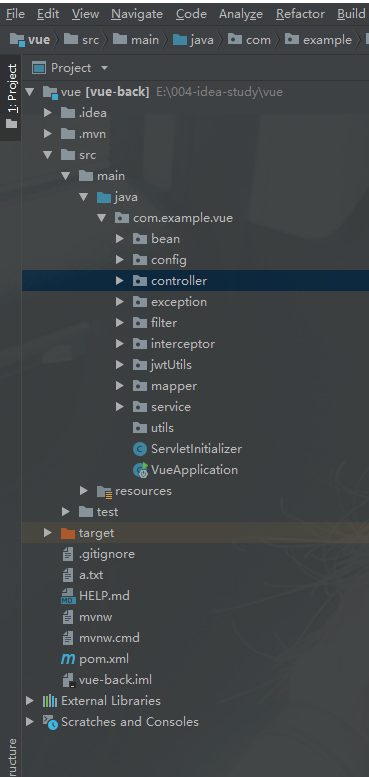 File Edit View Navigate Code Analyze Refactor Build
vue src main java com example
Project
1: Project
vue [vue-back] E:\004-idea-study\vue
.idea
.mvn
src
main
java
com.example.vue
bean
config
controller
exception
filter
interceptor
jwtUtils
mapper
service
utils
ServletInitializer
VueApplication
resources
test
target
.gitignore
a.txt
HELP.md
mvnw
mvnw.cmd
pom.xml
vue-back.iml
External Libraries
Scratches and Consoles
ructure